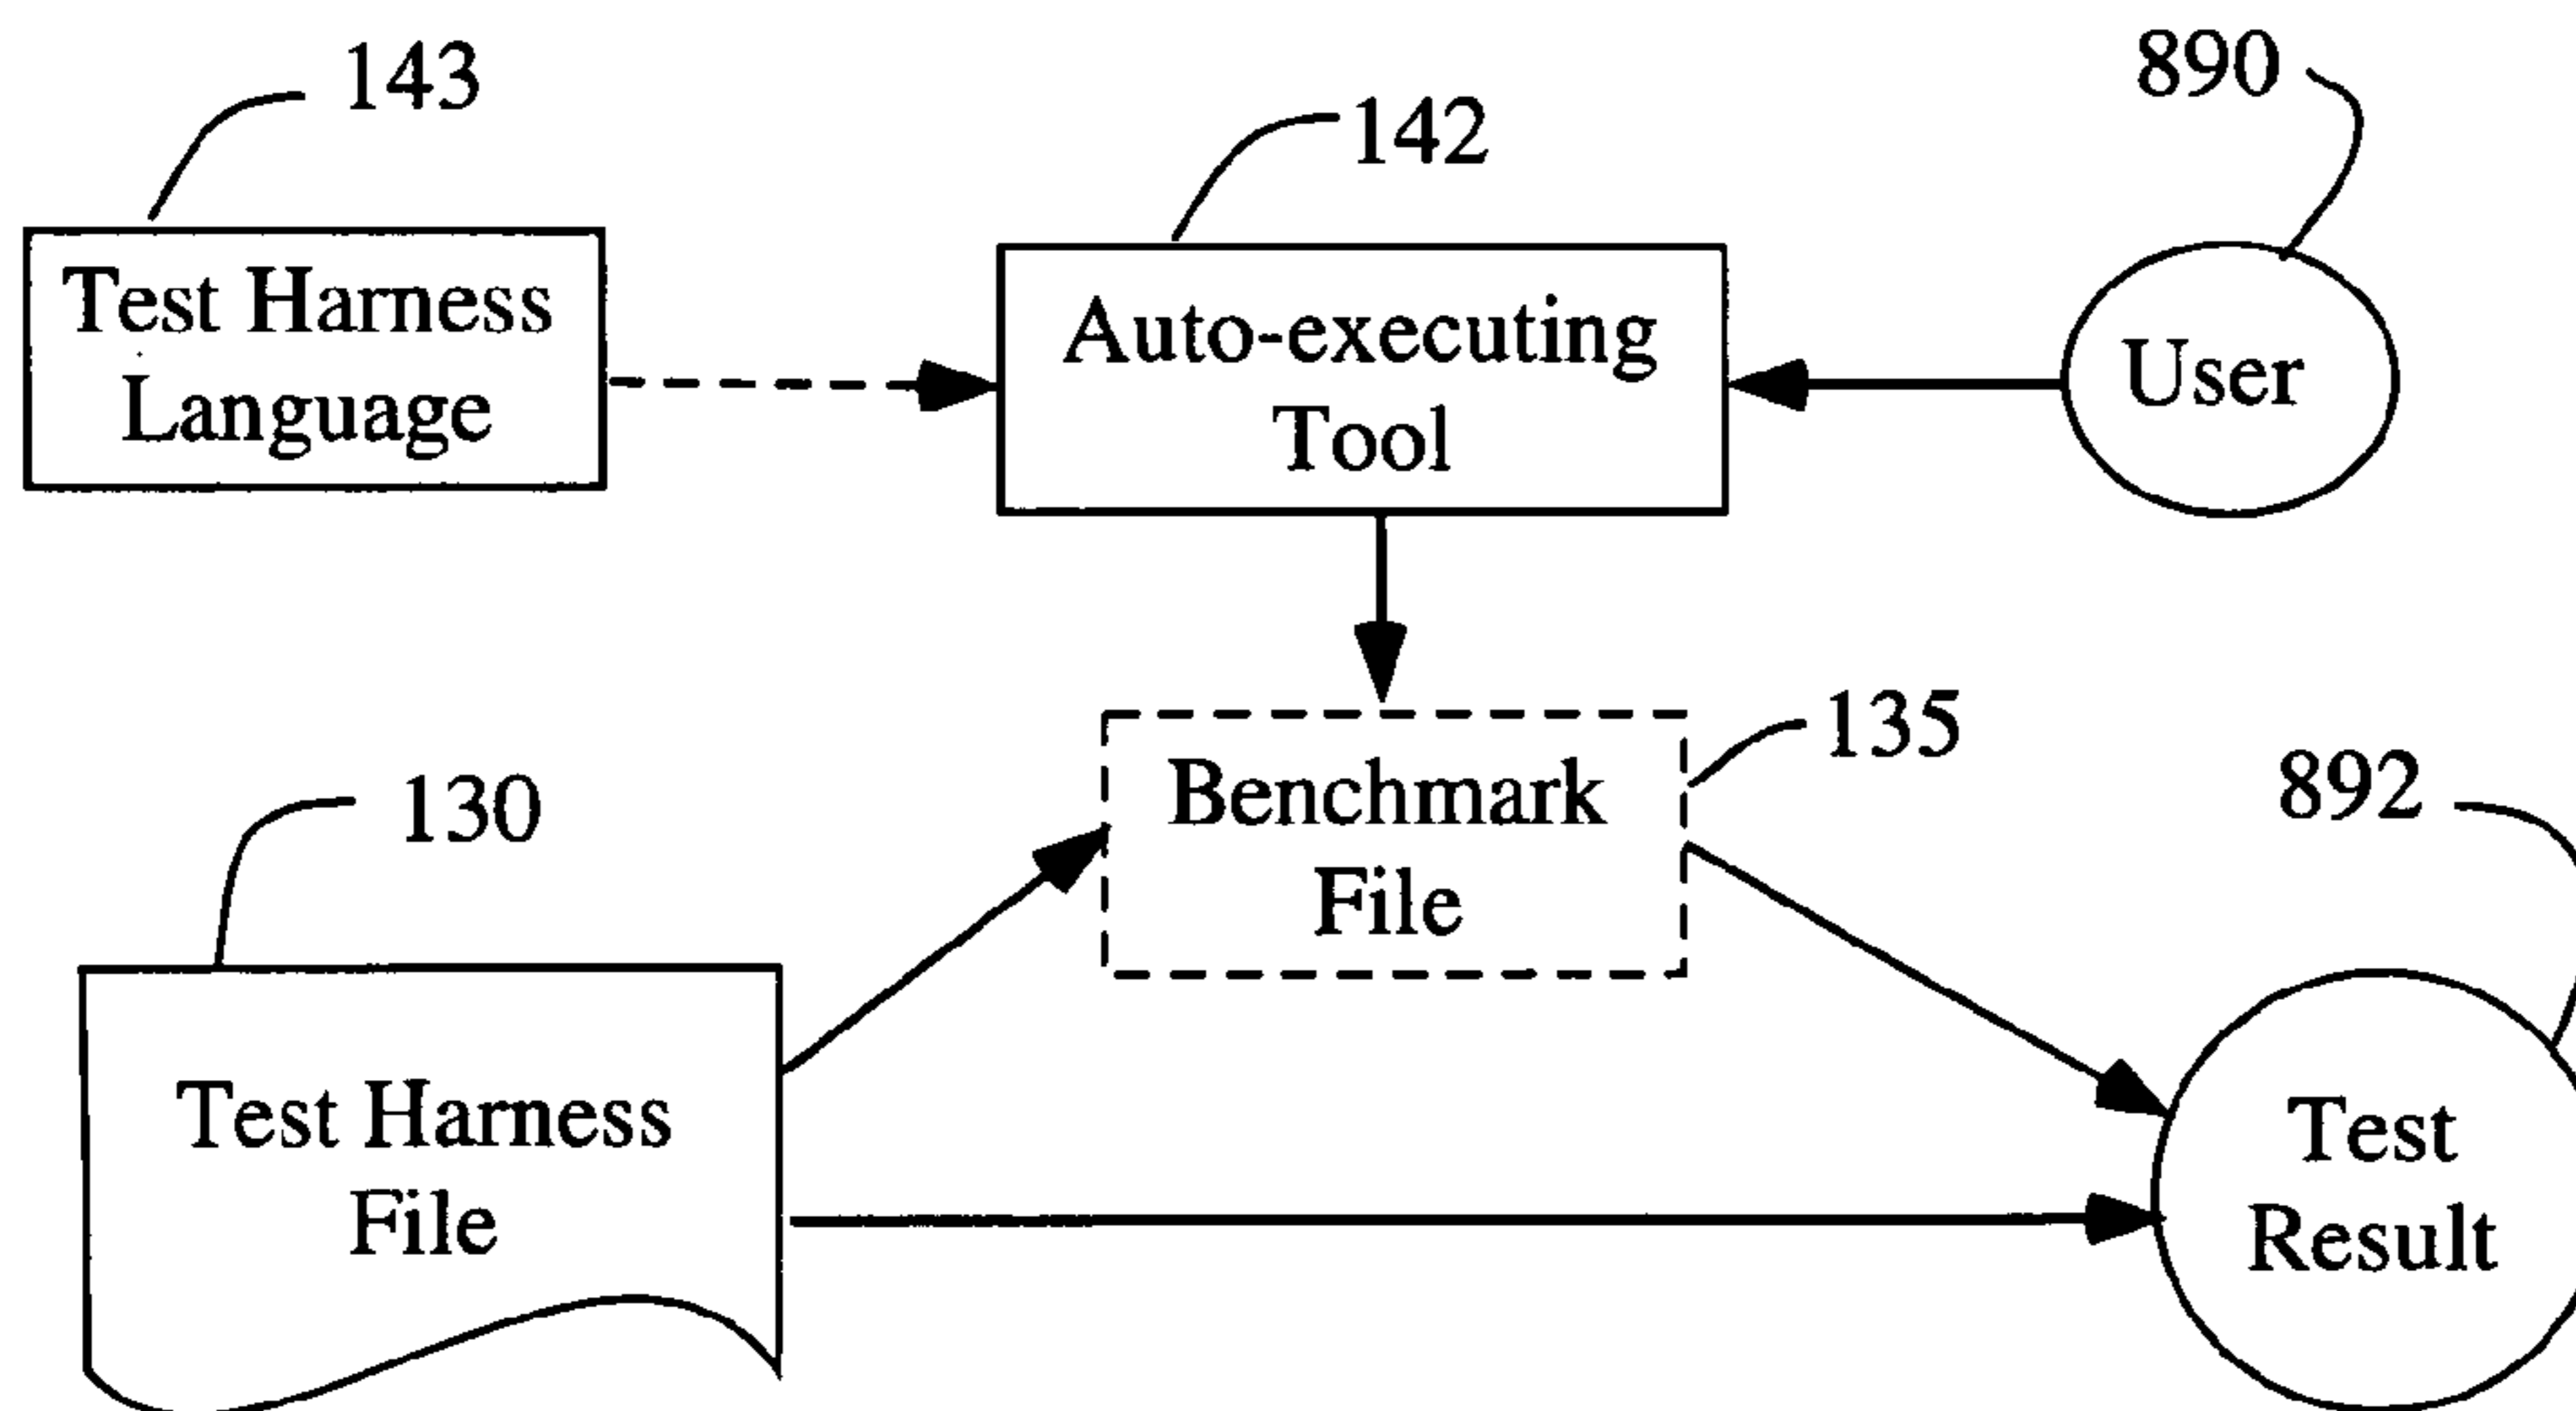 143
142
890
Test Harness
Language
Auto-executing
Tool
User
135
Benchmark
File
892
130
Test Harness
File
Test
Result